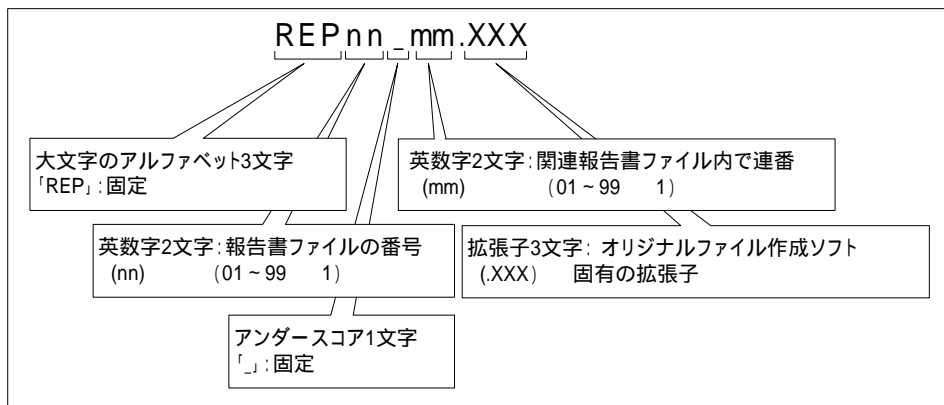 REPnn_mm.XXX
大文字のアルファベット3文字
「REP」:固定
英数字2文字:関連報告書ファイル内で連番
(mm) (01~99 1)
英数字2文字:報告書ファイルの番号
(nn) (01~99 1)
拡張子3文字: オリジナルファイル作成ソフト
(.XXX) 固有の拡張子
アンダースコア1文字
「_」:固定